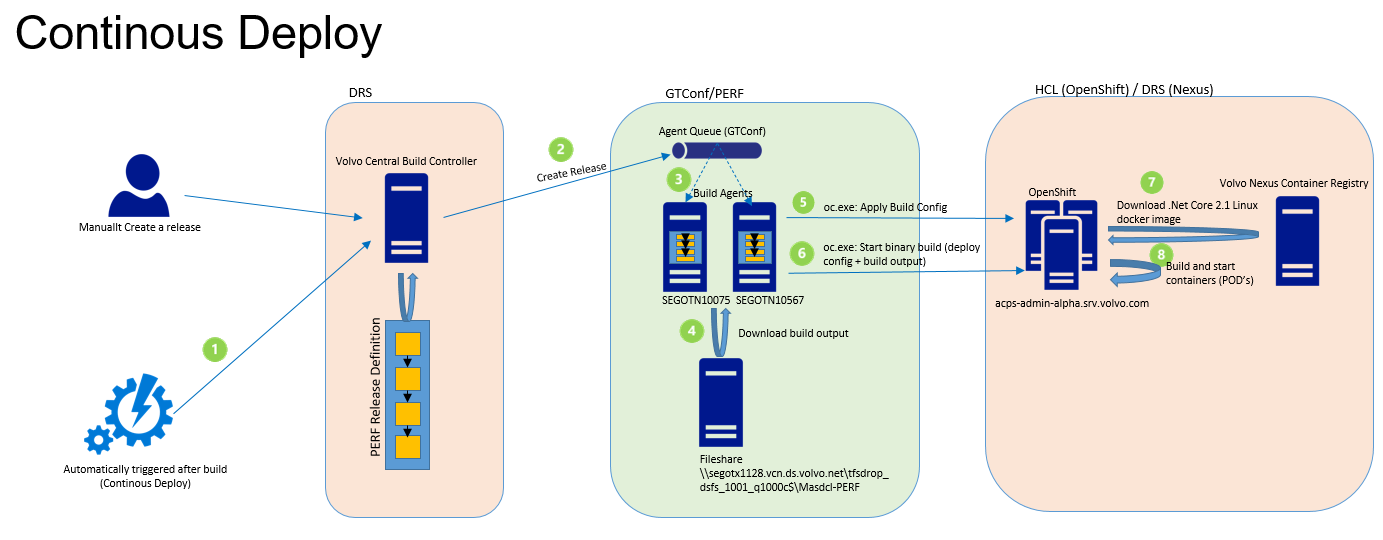 Continous Deploy
DRS
GTConf/PERF
HCL (OpenShift) / DRS (Nexus)
Volvo Central Build Controller
Agent Queue (GTConf)
Manuallt Create a release
2
Create Release
3
Build Agents
SEGOTN10075
SEGOTN10567
5
oc.exe: Apply Build Config
6
oc.exe: Start binary build (deploy
config + build output)
OpenShift
acps-admin-alpha.srv.volvo.com
7
Download .Net Core 2.1 Linux
docker image
Volvo Nexus Container Registry
8
Build and start
containers (POD's)
1
Automatically triggered after build
(Continous Deploy)
PERF Release Definition
4
Download build output
Fileshare
\\segotx1128.vcn.ds.volvo.net\tfsdrop_
dsfs_1001_q1000c$\Masdcl-PERF